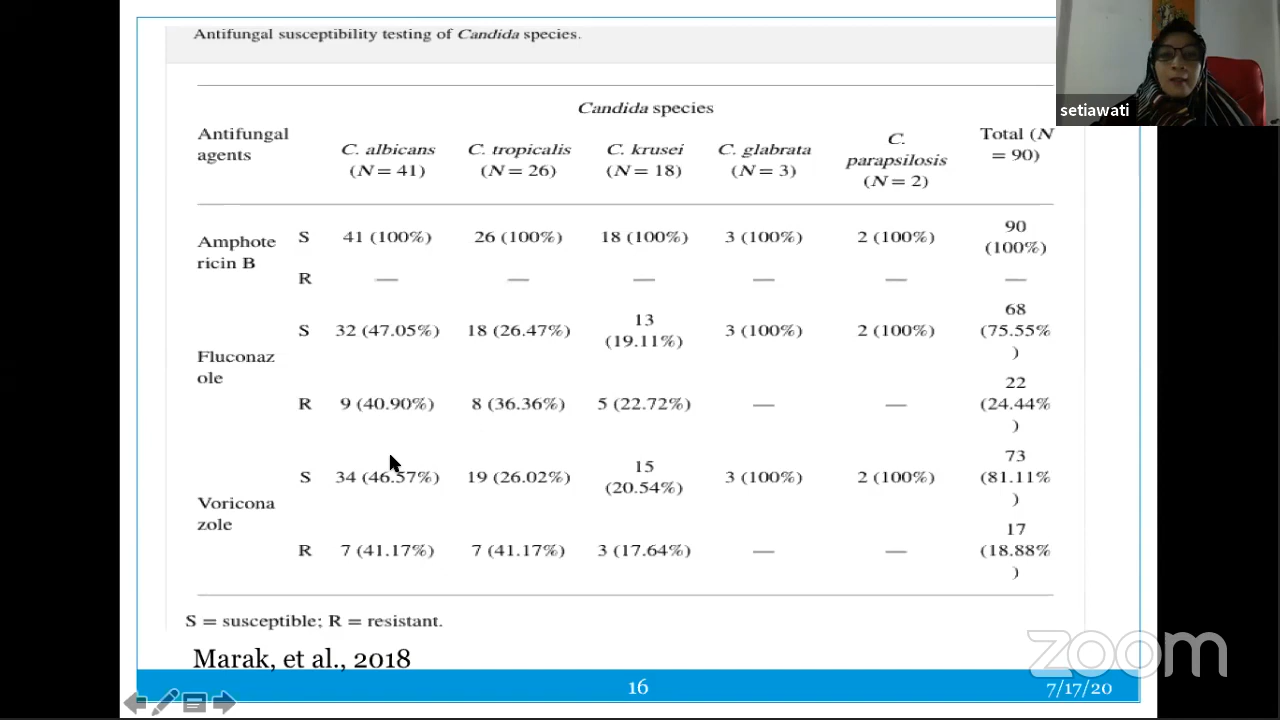 Antifungal susceptibility testing of Candida species.
setiawati
Candida species
Antifungal agents
C. albicans (N = 41)
C. tropicalis (N = 26)
C. krusei (N = 18)
C. glabrata (N = 3)
C. parapsilosis (N = 2)
Total (N = 90)
Amphote ricin B
S 41 (100%) 26 (100%) 18 (100%) 3 (100%) 2 (100%) 90 (100%)
R — — — — — —
Fluconaz ole
S 32 (47.05%) 18 (26.47%) 13 (19.11%) 3 (100%) 2 (100%) 68 (75.55% )
R 9 (40.90%) 8 (36.36%) 5 (22.72%) — — 22 (24.44% )
Voricona zole
S 34 (46.57%) 19 (26.02%) 15 (20.54%) 3 (100%) 2 (100%) 73 (81.11% )
R 7 (41.17%) 7 (41.17%) 3 (17.64%) — — 17 (18.88% )
S = susceptible; R = resistant.
Marak, et al., 2018
zoom
16
7/17/20